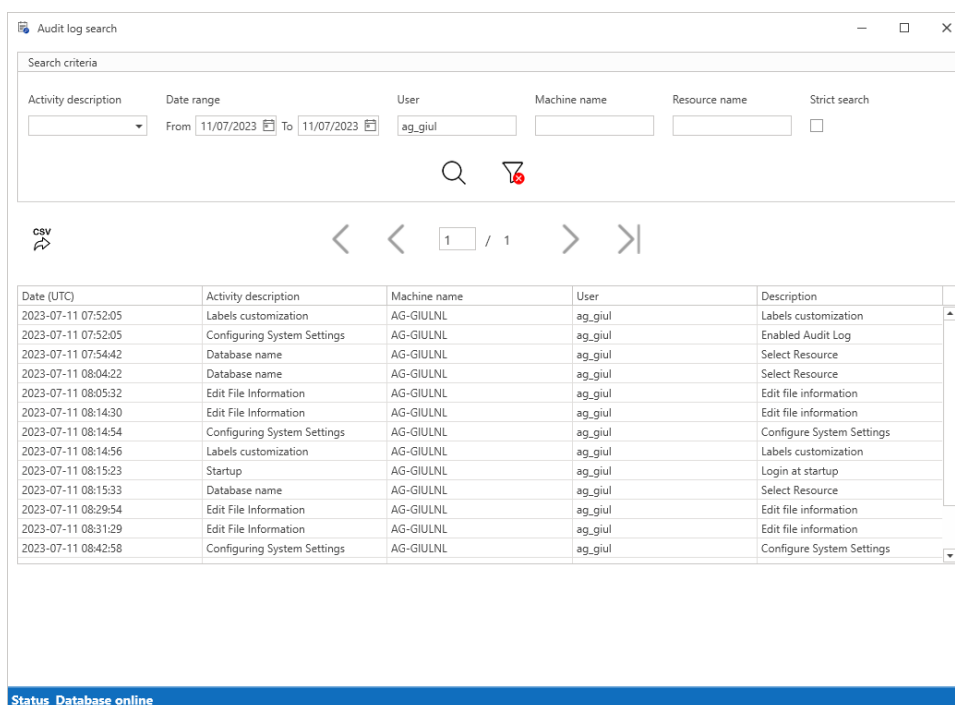 Audit log search
Search criteria
Activity description Date range User Machine name Resource name Strict search
From 11/07/2023 To 11/07/2023 ag_giul
CSV
1 / 1
Date (UTC) Activity description Machine name User Description
2023-07-11 07:52:05 Labels customization AG-GIULNL ag_giul Labels customization
2023-07-11 07:52:05 Configuring System Settings AG-GIULNL ag_giul Enabled Audit Log
2023-07-11 07:54:42 Database name AG-GIULNL ag_giul Select Resource
2023-07-11 08:04:22 Database name AG-GIULNL ag_giul Select Resource
2023-07-11 08:05:32 Edit File Information AG-GIULNL ag_giul Edit file information
2023-07-11 08:14:30 Edit File Information AG-GIULNL ag_giul Edit file information
2023-07-11 08:14:54 Configuring System Settings AG-GIULNL ag_giul Configure System Settings
2023-07-11 08:14:56 Labels customization AG-GIULNL ag_giul Labels customization
2023-07-11 08:15:23 Startup AG-GIULNL ag_giul Login at startup
2023-07-11 08:15:33 Database name AG-GIULNL ag_giul Select Resource
2023-07-11 08:29:54 Edit File Information AG-GIULNL ag_giul Edit file information
2023-07-11 08:31:29 Edit File Information AG-GIULNL ag_giul Edit file information
2023-07-11 08:42:58 Configuring System Settings AG-GIULNL ag_giul Configure System Settings
Status Database online